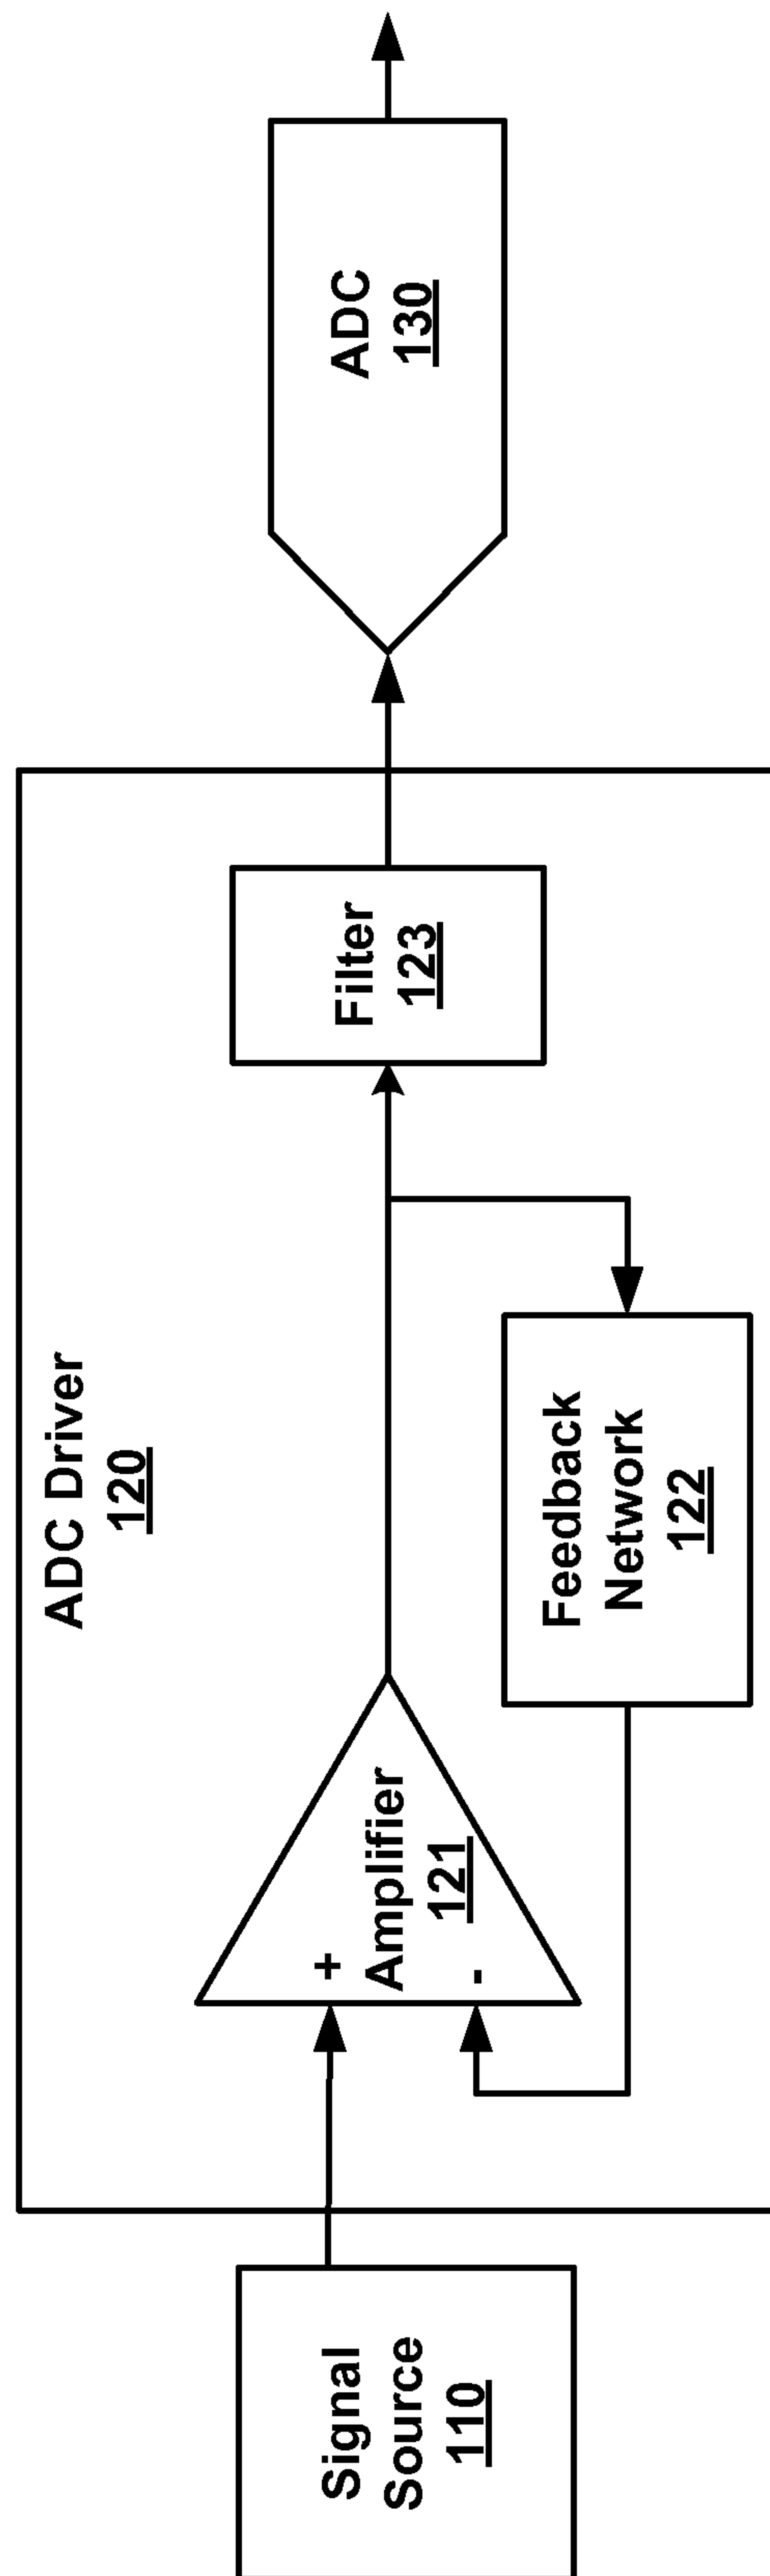 ADC Driver
120
Signal
Source
110
+
Amplifier
121
-
Feedback
Network
122
Filter
123
ADC
130